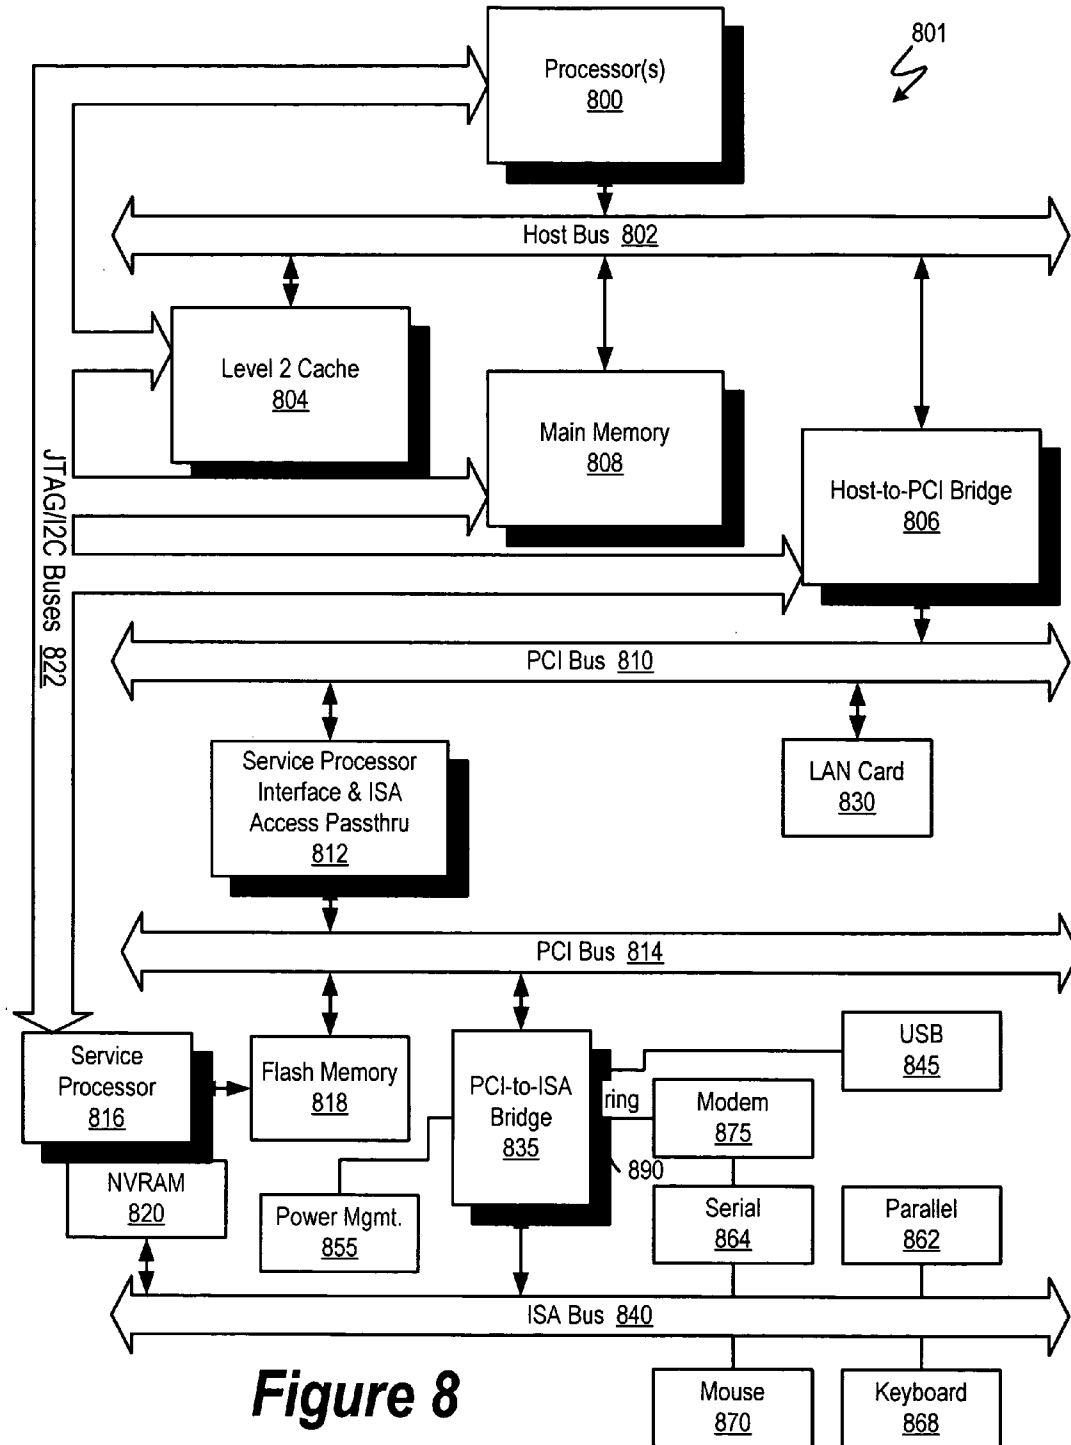 801
Processor(s)
800
Host Bus 802
Level 2 Cache
804
Main Memory
808
Host-to-PCI Bridge
806
JTAG/I2C Buses 822
PCI Bus 810
Service Processor
Interface & ISA
Access Passthru
812
LAN Card
830
PCI Bus 814
Service
Processor
816
Flash Memory
818
PCI-to-ISA
Bridge
835
USB
845
ring
Modem
875
890
NVRAM
820
Power Mgmt.
855
Serial
864
Parallel
862
ISA Bus 840
Figure 8
Mouse
870
Keyboard
868